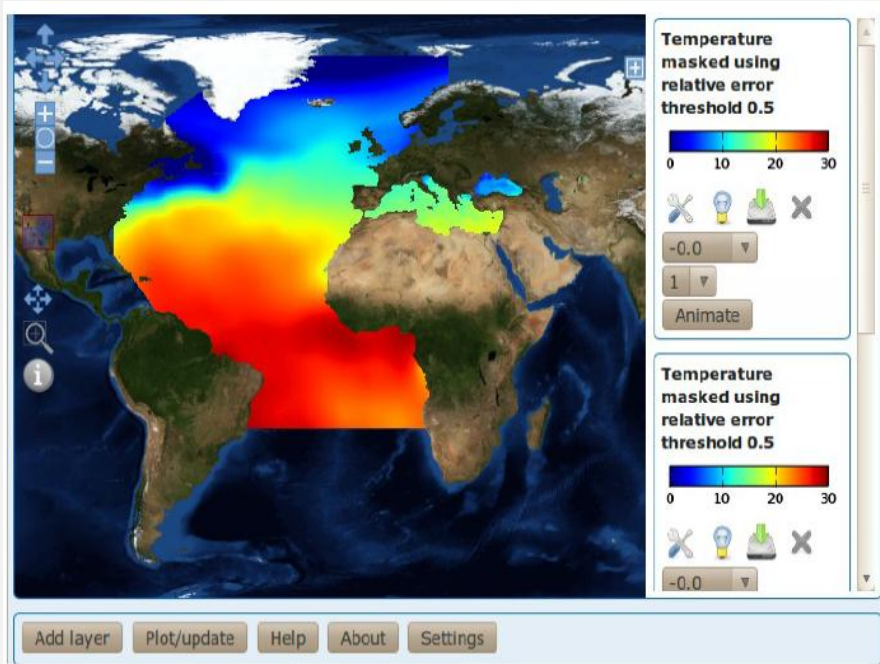 Temperature
masked using
relative error
threshold 0.5
0 10 20 30
-0.0
1
Animate
Temperature
masked using
relative error
threshold 0.5
0 10 20 30
-0.0
Add layer Plot/update Help About Settings